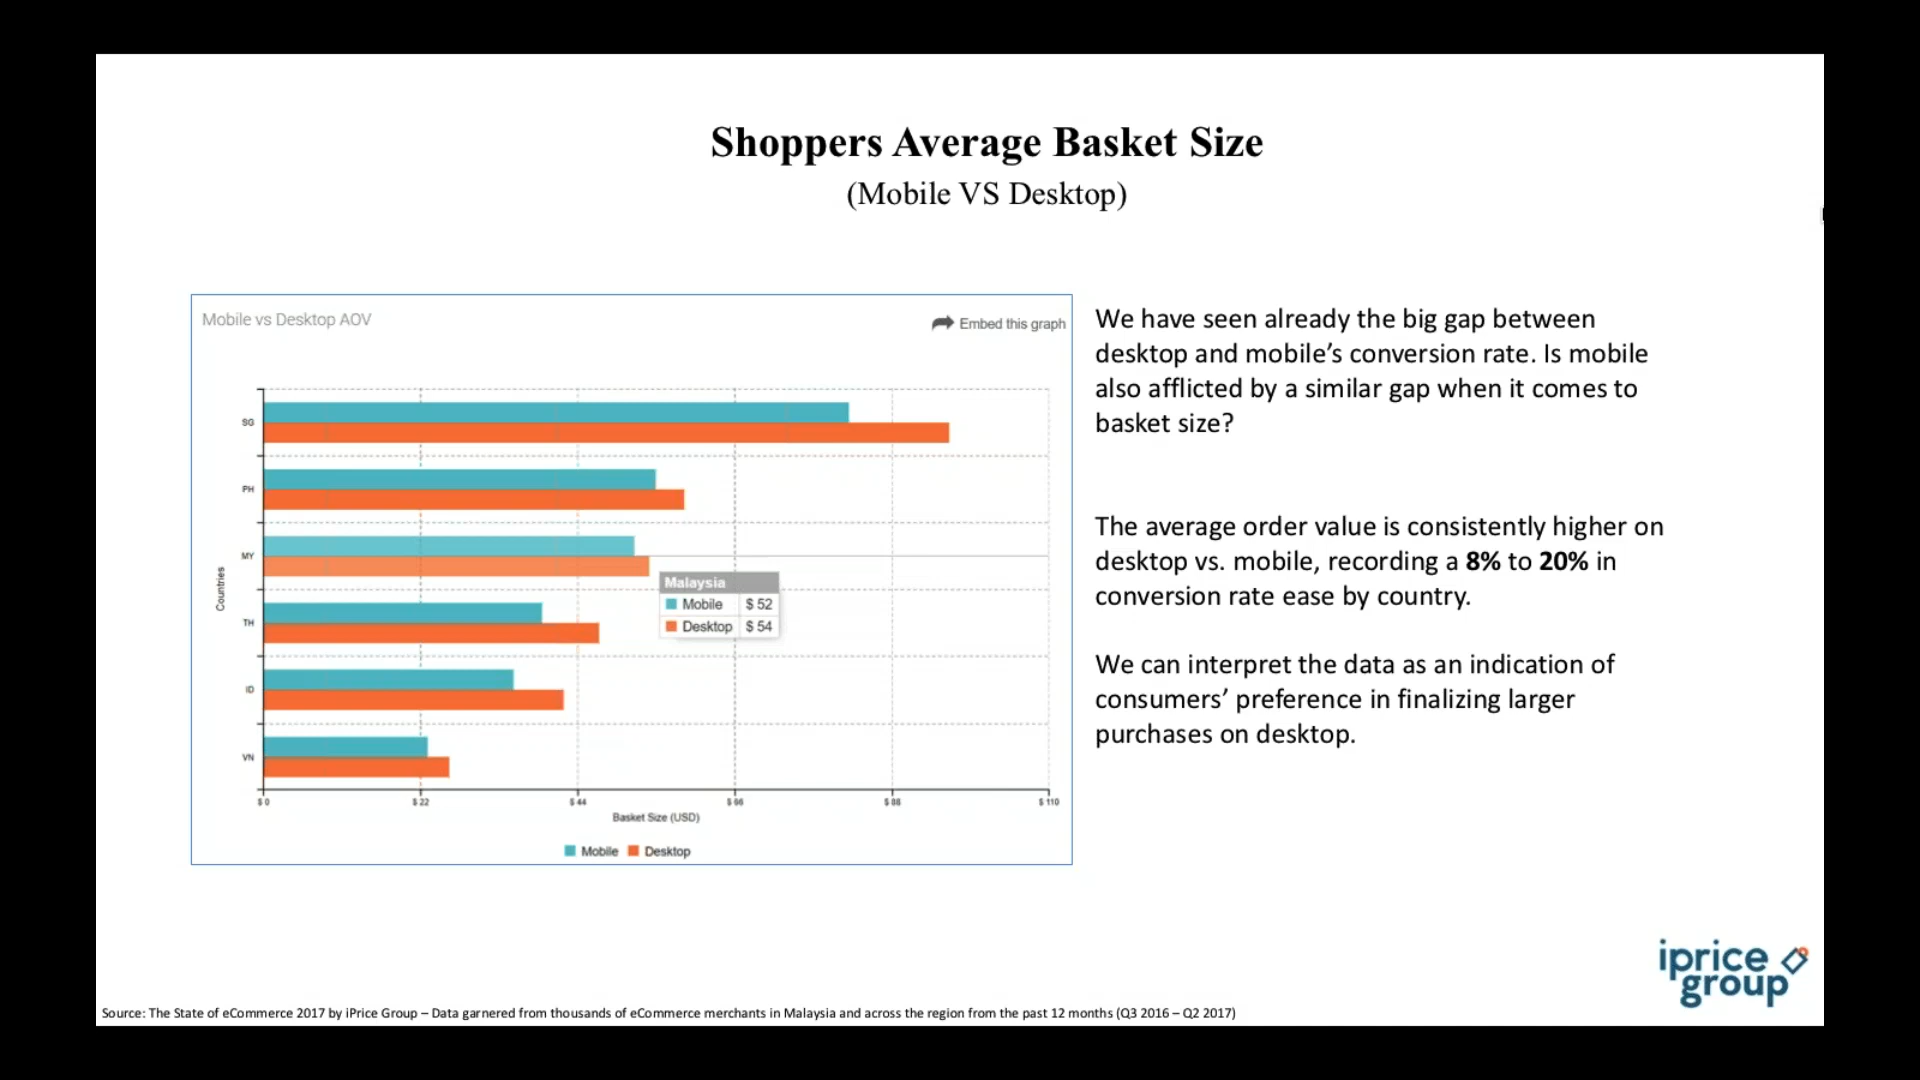 Shoppers Average Basket Size
(Mobile VS Desktop)
Mobile vs Desktop AOV
Embed this graph
SG
PH
MY
TH
ID
VN
Countries
Malaysia
Mobile $ 52
Desktop $ 54
$ 0 $ 22 $ 44 $ 66 $ 88 $ 110
Basket Size (USD)
Mobile Desktop
We have seen already the big gap between
desktop and mobile’s conversion rate. Is mobile
also afflicted by a similar gap when it comes to
basket size?
The average order value is consistently higher on
desktop vs. mobile, recording a 8% to 20% in
conversion rate ease by country.
We can interpret the data as an indication of
consumers’ preference in finalizing larger
purchases on desktop.
iprice
group
Source: The State of eCommerce 2017 by iPrice Group – Data garnered from thousands of eCommerce merchants in Malaysia and across the region from the past 12 months (Q3 2016 – Q2 2017)